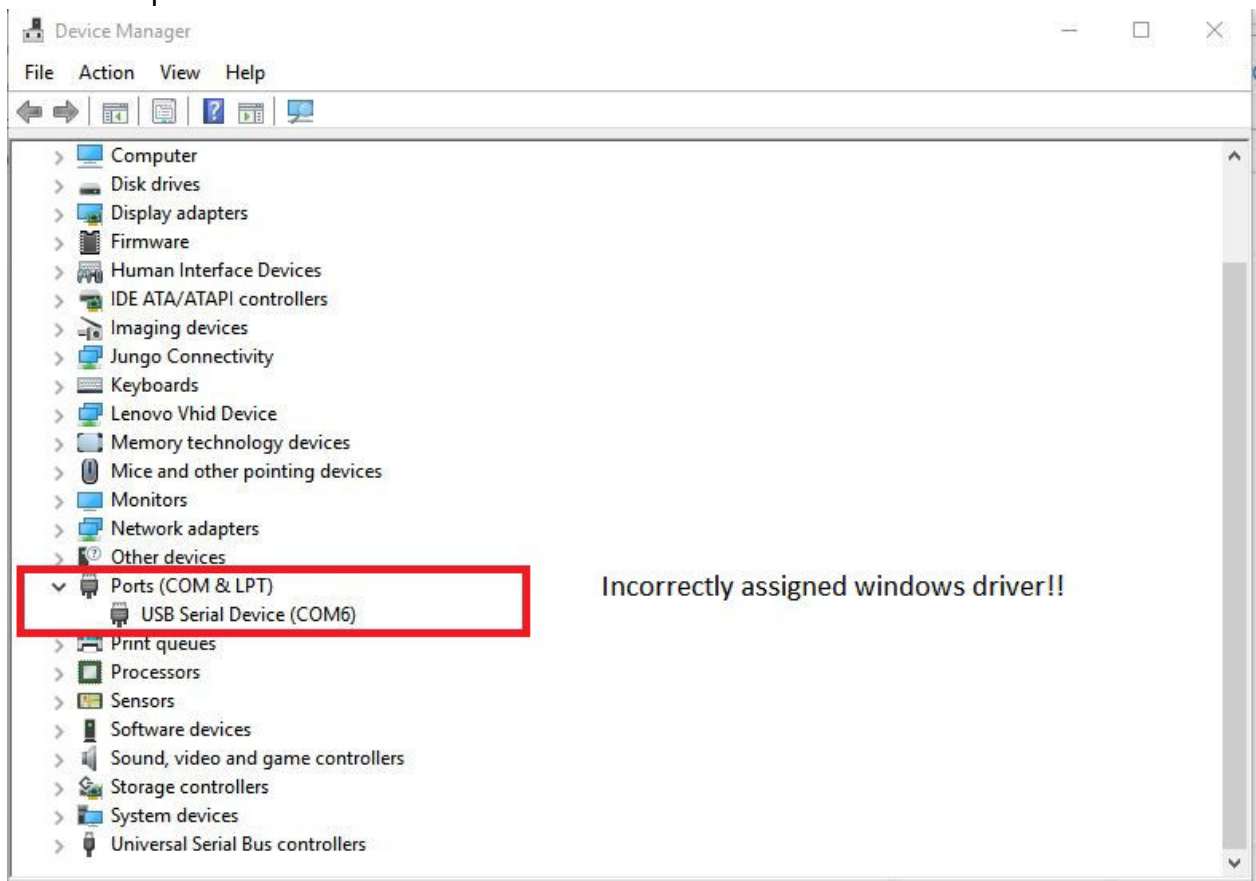 Device Manager
File Action View Help
Computer
Disk drives
Display adapters
Firmware
Human Interface Devices
IDE ATA/ATAPI controllers
Imaging devices
Jungo Connectivity
Keyboards
Lenovo Vhid Device
Memory technology devices
Mice and other pointing devices
Monitors
Network adapters
Other devices
Ports (COM & LPT)
Incorrectly assigned windows driver!!
USB Serial Device (COM6)
Print queues
Processors
Sensors
Software devices
Sound, video and game controllers
Storage controllers
System devices
Universal Serial Bus controllers